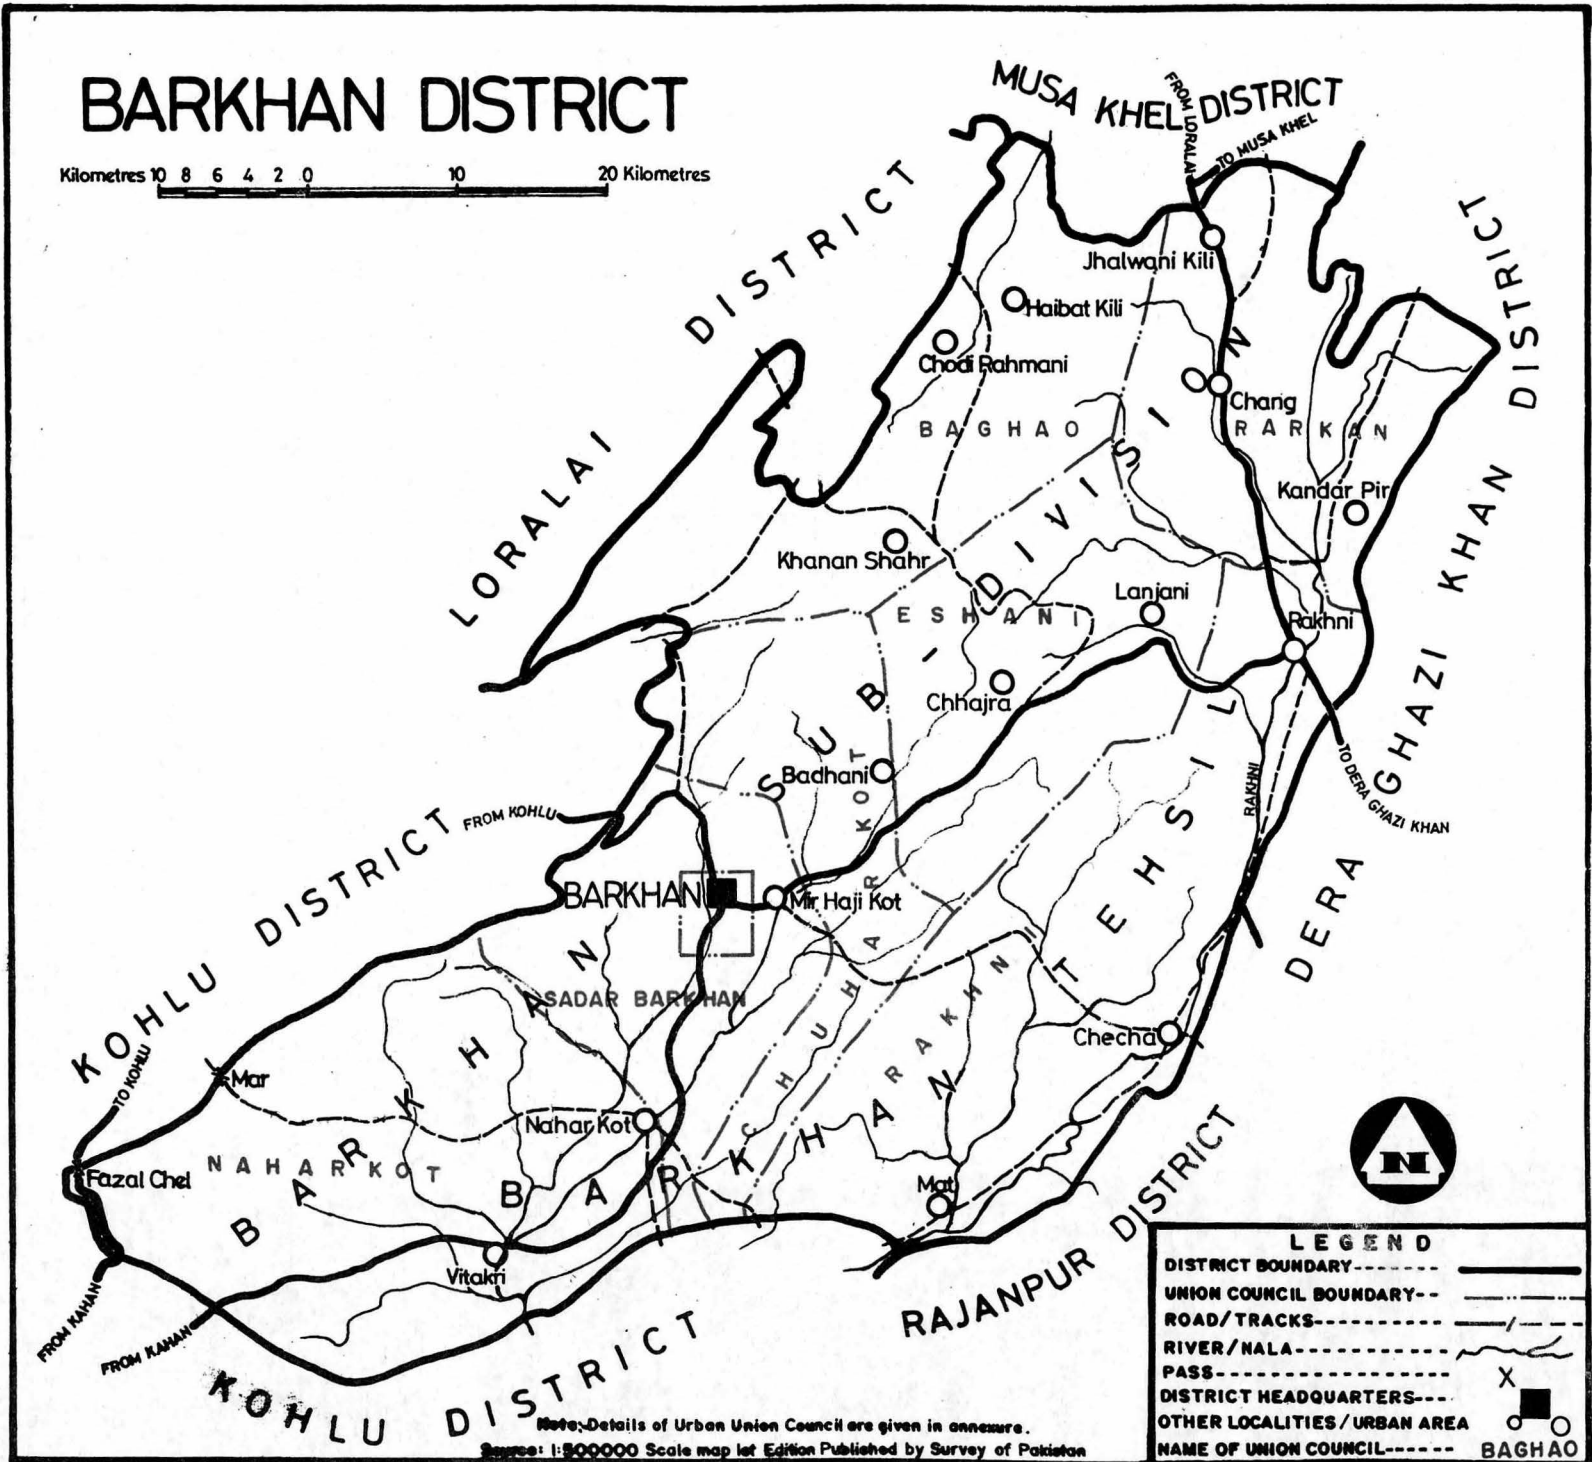 BARKHAN DISTRICT
Kilometres 10 8 6 4 2 0 10 20 Kilometres
MUSA KHEL DISTRICT
FROM LORALAI
TO MUSA KHEL
LORALAI DISTRICT
DERA GHAZI KHAN DISTRICT
Jhalwani Kili
Haibat Kili
Chodi Rahmani
Chang
BAGHAO
RARKAN
Kandar Pir
Khanan Shahr
Lanjani
ESHANI
Rakhni
Chhajra
BARKHAN SUB-DIVISION
Badhani
TO DERA GHAZI KHAN
RAKHNI
FROM KOHLU
KOHLU DISTRICT
BARKHAN
Mir Haji Kot
CHUHAR KOT
BARKHAN TEHSIL
SADAR BARKHAN
RARAKHNI
Checha
TO KOHLU
Mar
Nahar Kot
Fazal Chel
NAHARKOT
Mat
Vitakri
N
RAJANPUR DISTRICT
FROM KAHAN
FROM KAHAN
KOHLU DISTRICT
LEGEND
DISTRICT BOUNDARY-------
UNION COUNCIL BOUNDARY--
ROAD/TRACKS----------
RIVER/NALA-----------
PASS------------------ X
DISTRICT HEADQUARTERS---
OTHER LOCALITIES/URBAN AREA
NAME OF UNION COUNCIL------ BAGHAO
Note:-Details of Urban Union Council are given in annexure.
Source: 1:500000 Scale map Ist Edition Published by Survey of Pakistan